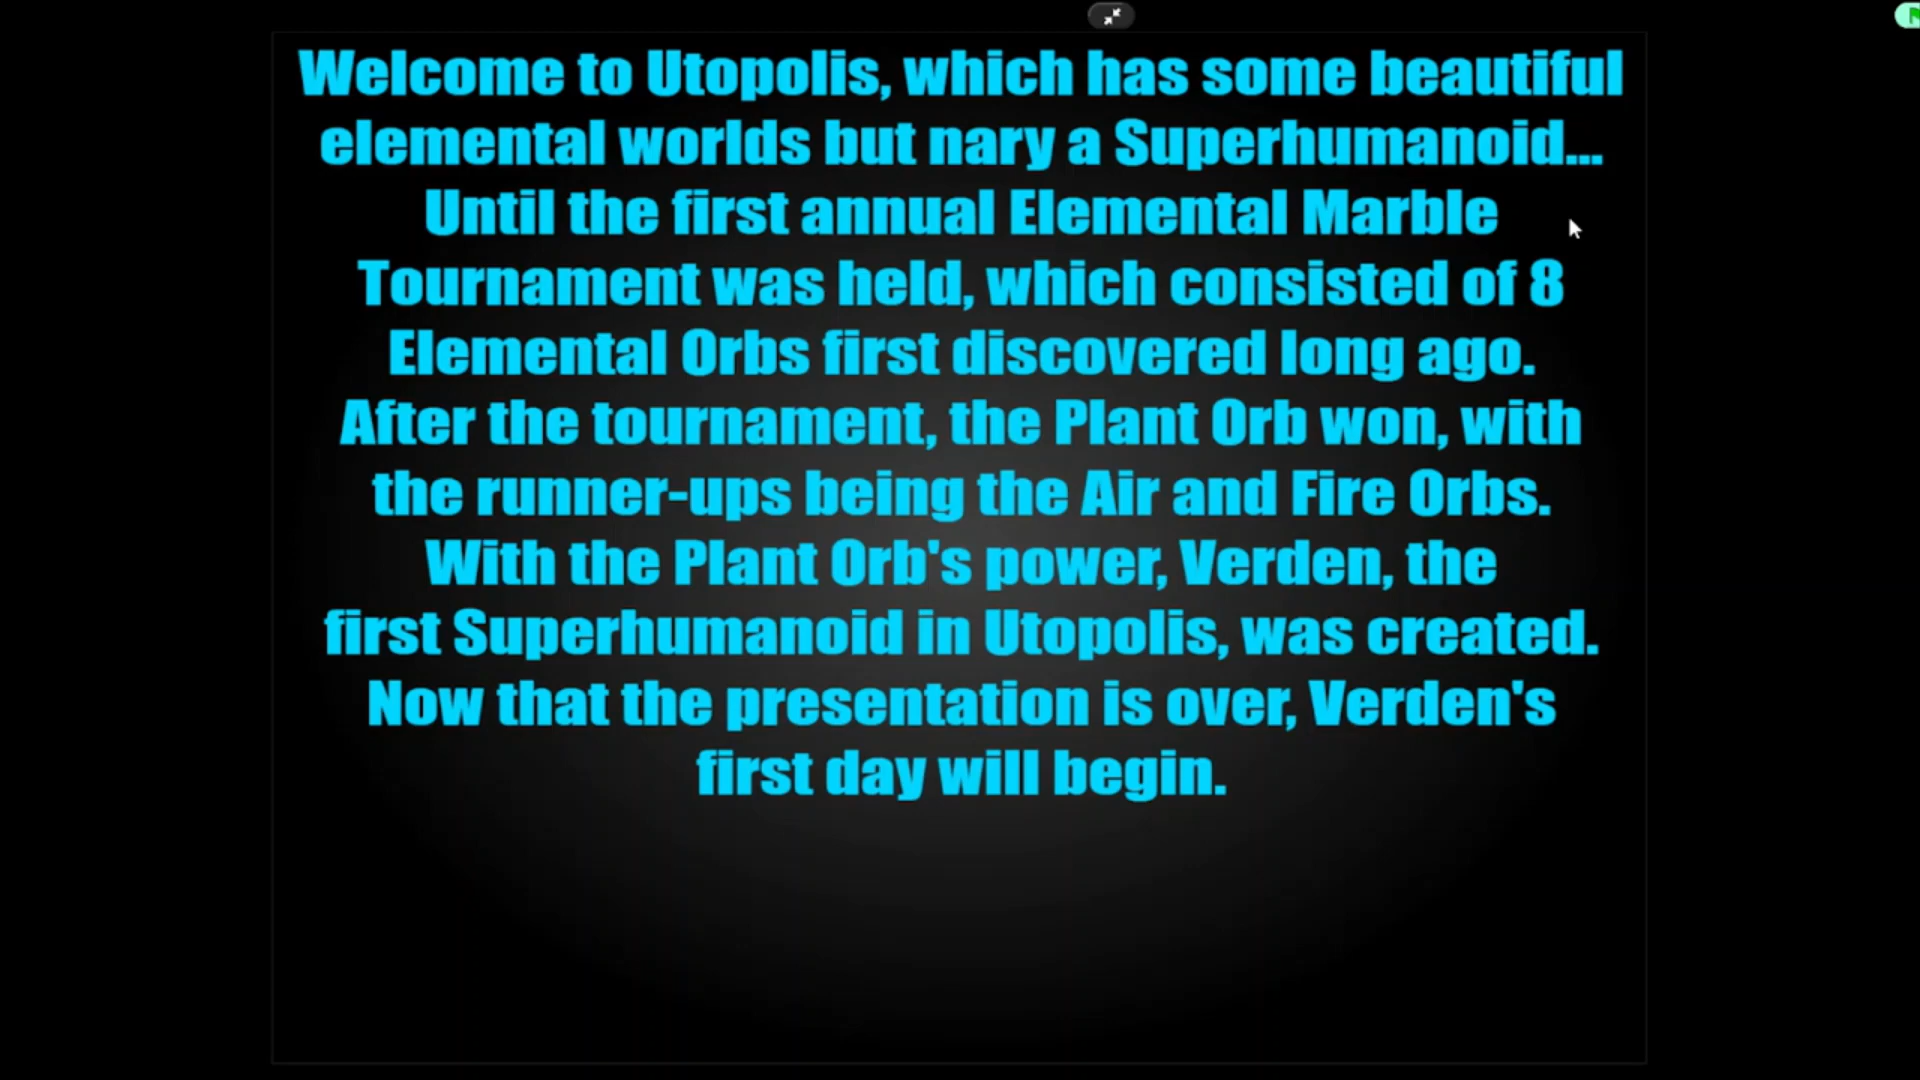 Welcome to Utopolis, which has some beautiful
elemental worlds but nary a Superhumanoid...
Until the first annual Elemental Marble
Tournament was held, which consisted of 8
Elemental Orbs first discovered long ago.
After the tournament, the Plant Orb won, with
the runner-ups being the Air and Fire Orbs.
With the Plant Orb's power, Verden, the
first Superhumanoid in Utopolis, was created.
Now that the presentation is over, Verden's
first day will begin.